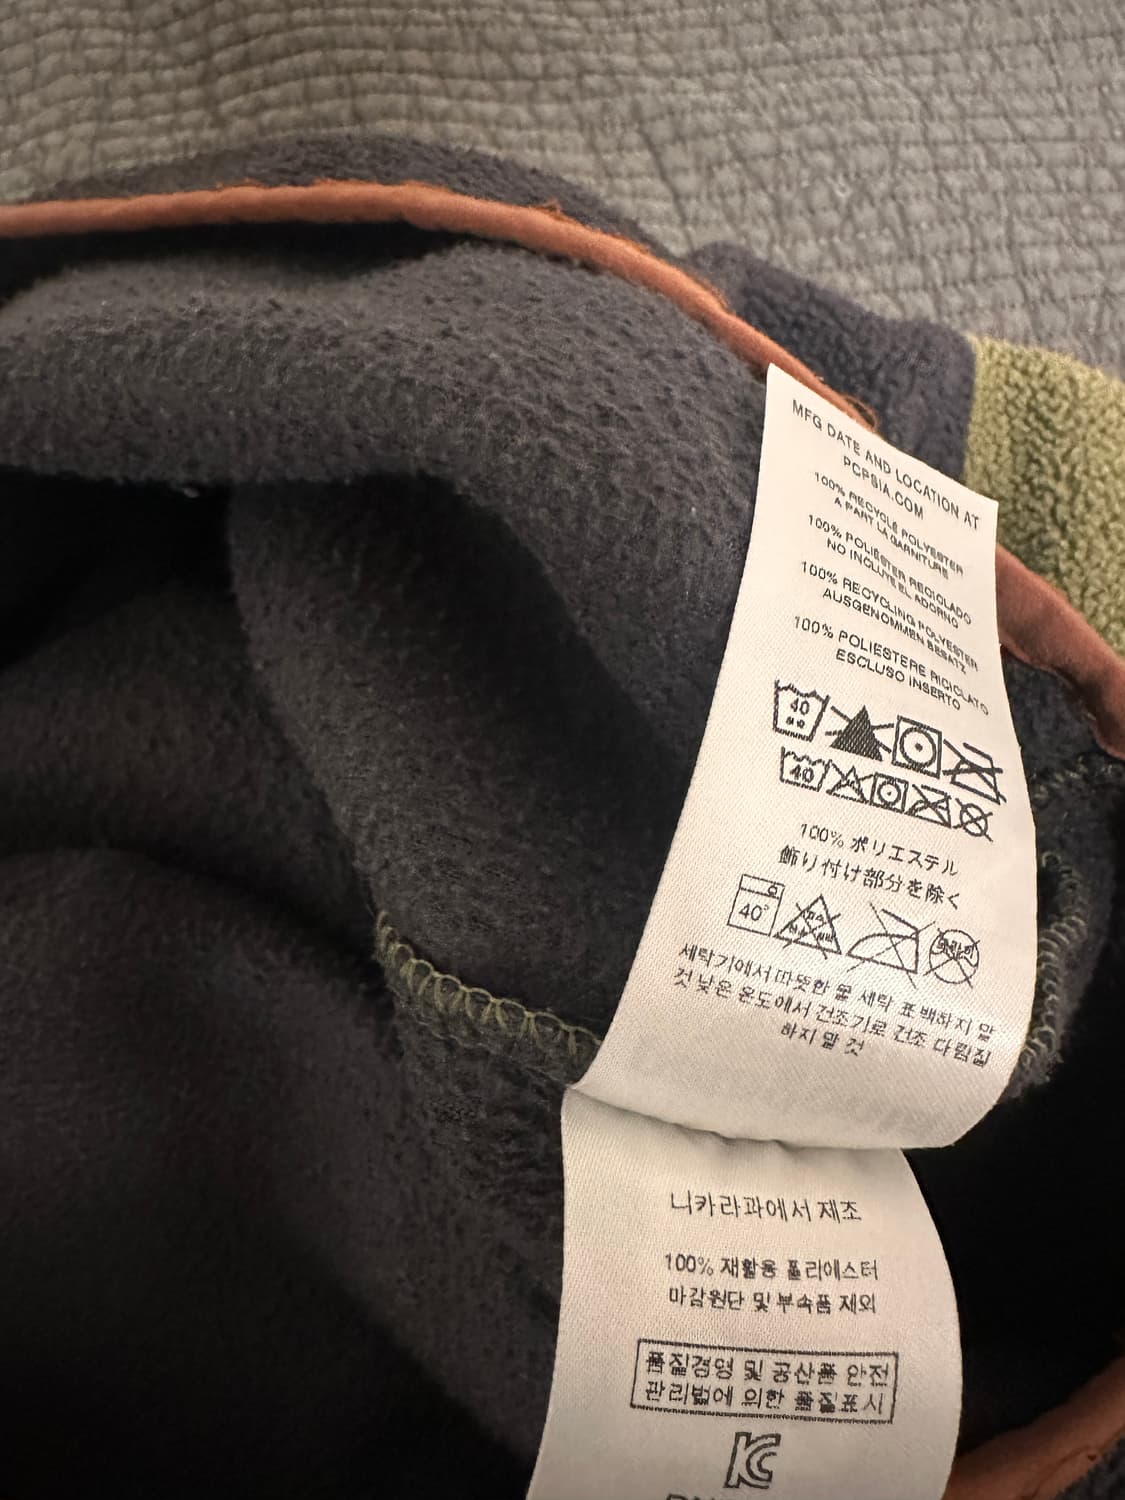 MFG DATE AND LOCATION AT
PCPSIA.COM
100% RECYCLÉ POLYESTER
A PART LA GARNITURE
100% POLIÉSTER RECICLADO
NO INCLUYE EL ADORNO
100% RECYCLING POLYESTER
AUSGENOMMEN BESATZ
100% POLIESTERE RICICLATO
ESCLUSO INSERTO
40
40
100% ポリエステル
飾り付け部分を除く
40°
세탁기에서 따뜻한 물 세탁 표백하지 말
것 낮은 온도에서 건조기로 건조 다림질
하지 말 것
니카라과에서 제조
100% 재활용 폴리에스터
마감원단 및 부속품 제외
품질경영 및 공산품 안전
관리법에 의한 품질표시
KC